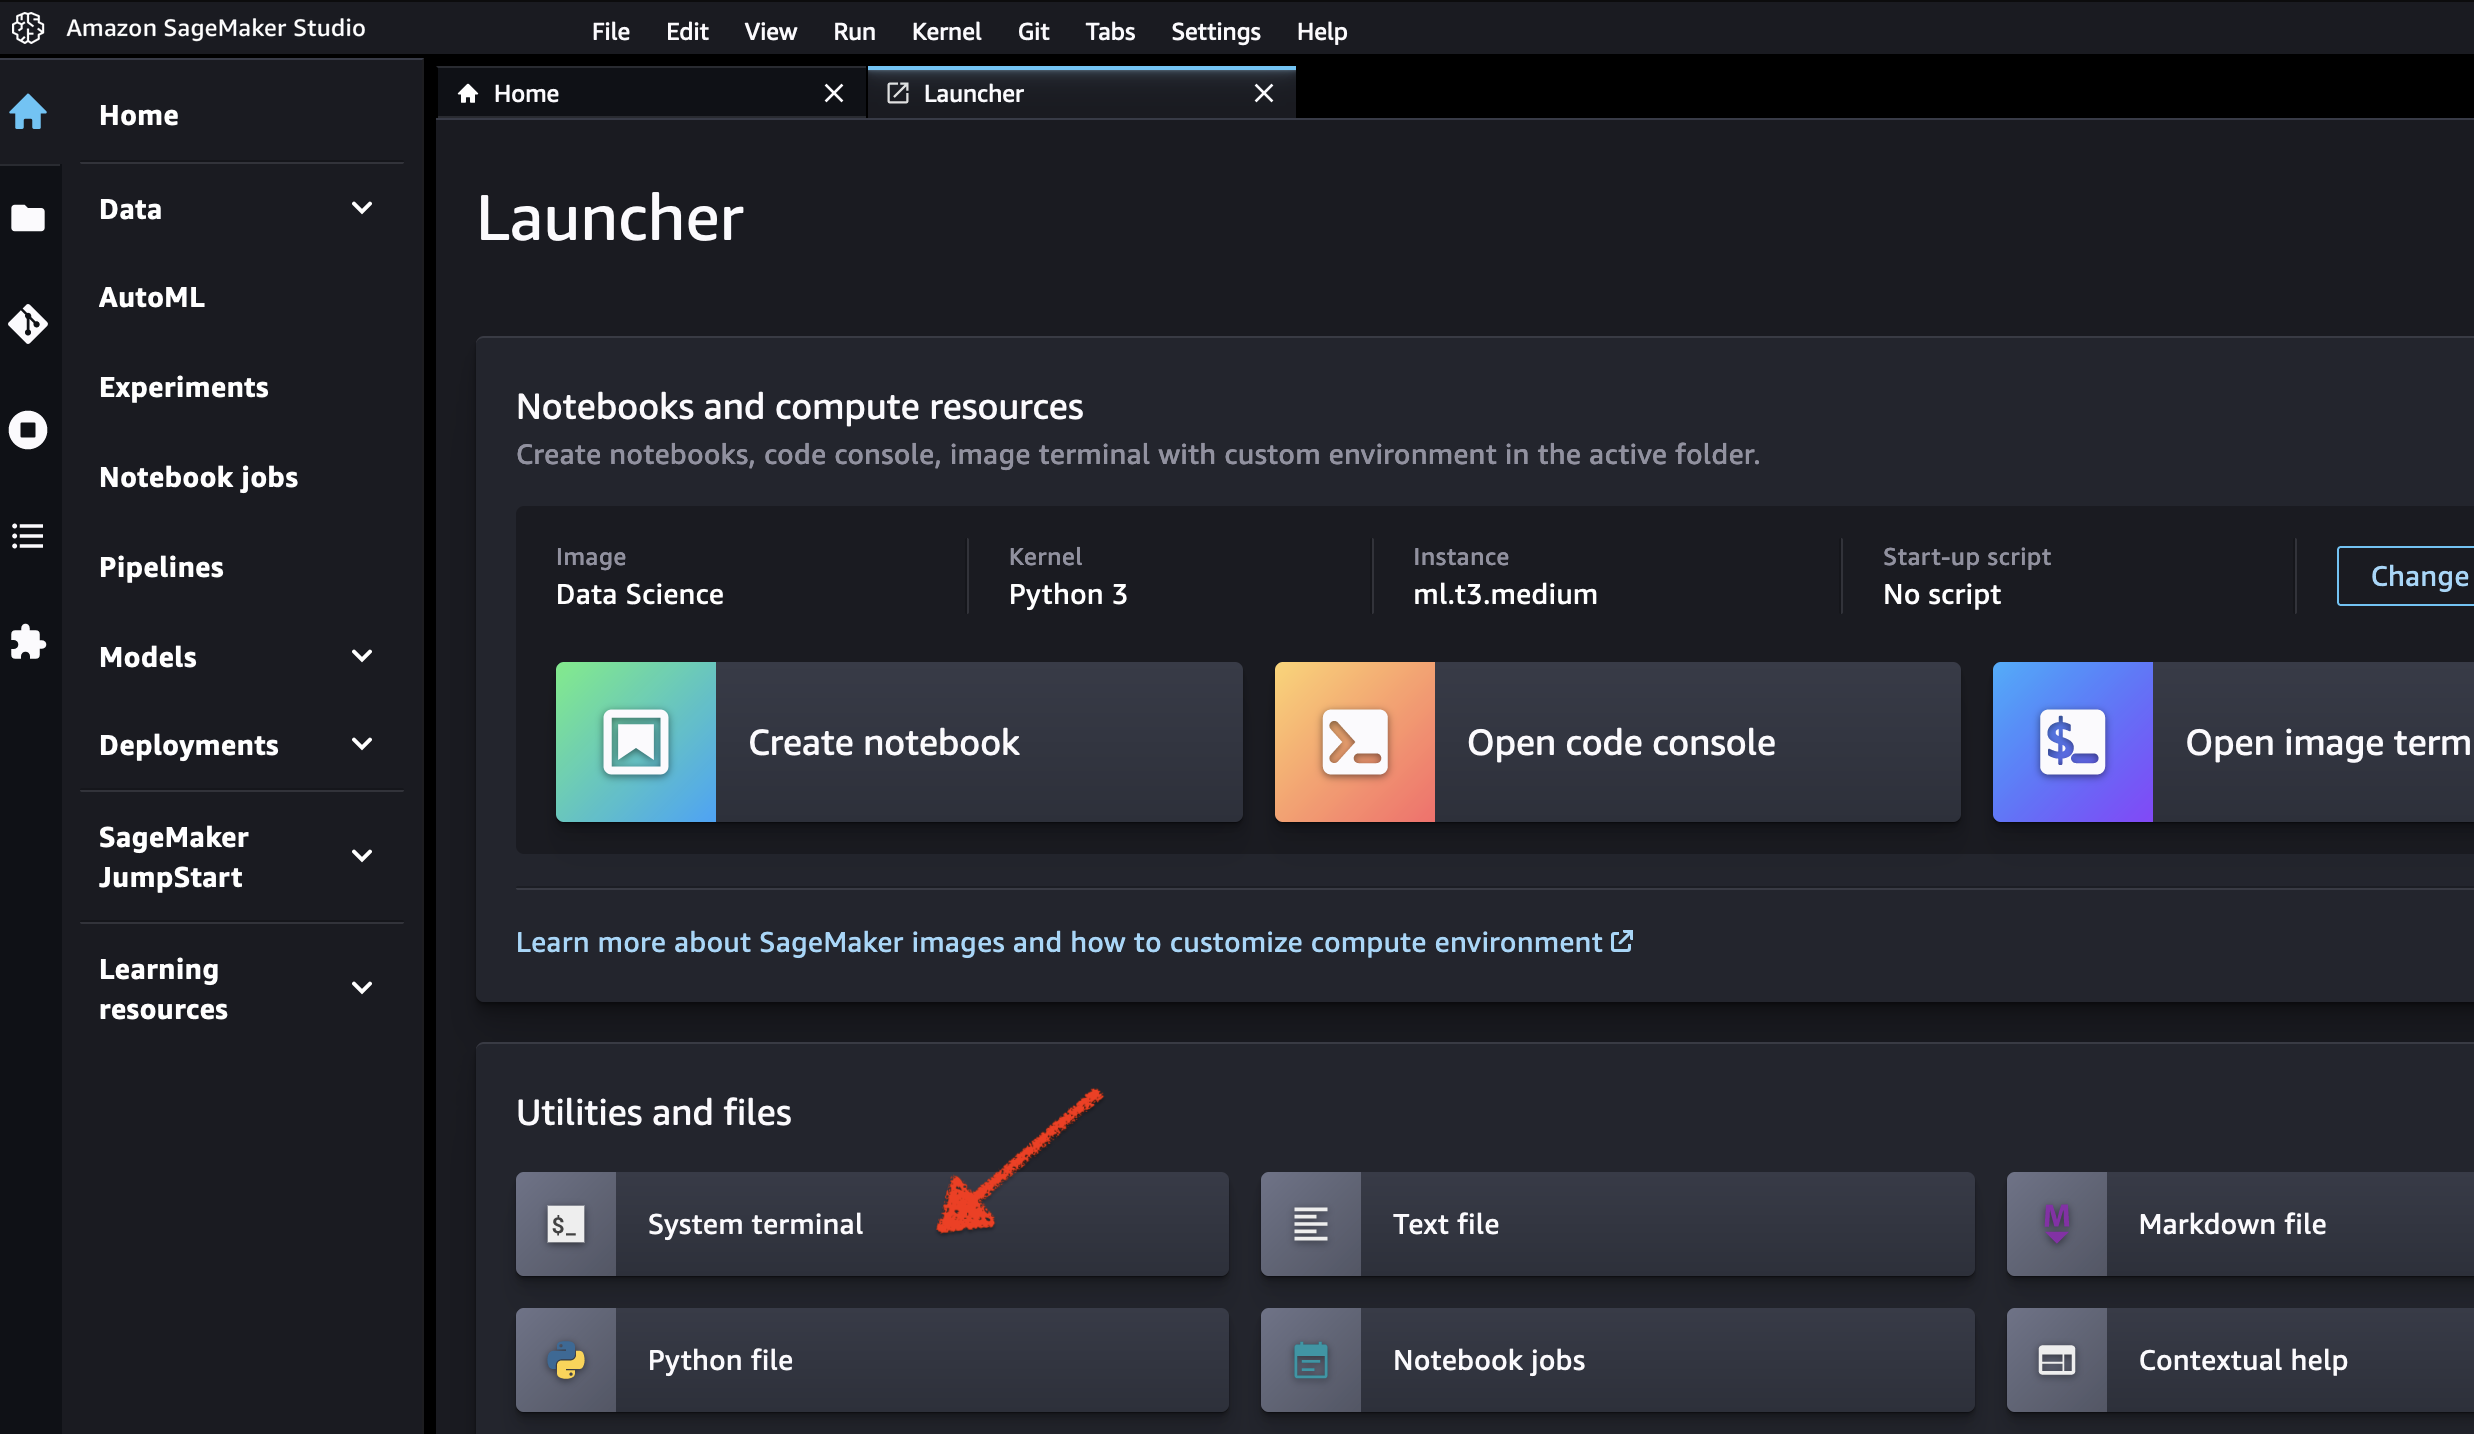 Amazon SageMaker Studio
File Edit View Run Kernel Git Tabs Settings Help
Home
Data
AutoML
Experiments
Notebook jobs
Pipelines
Models
Deployments
SageMaker
JumpStart
Learning
resources
Home
Launcher
Launcher
Notebooks and compute resources
Create notebooks, code console, image terminal with custom environment in the active folder.
Image
Data Science
Kernel
Python 3
Instance
ml.t3.medium
Start-up script
No script
Change
Create notebook
$_
Open code console
Open image term
Learn more about SageMaker images and how to customize compute environment
Utilities and files
$_
System terminal
Text file
M
Markdown file
Python file
Notebook jobs
Contextual help